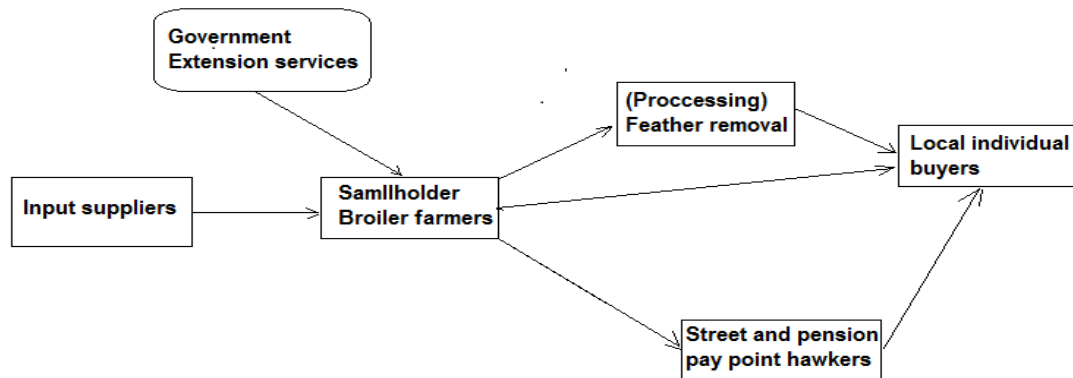 Government
Extension services
(Proccessing)
Feather removal
Local individual
buyers
Input suppliers
Samllholder
Broiler farmers
Street and pension
pay point hawkers